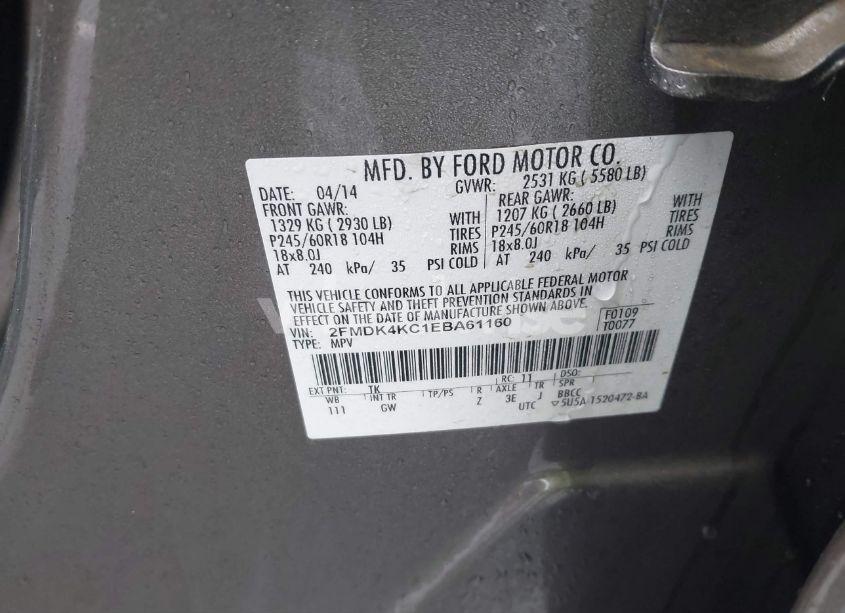 MFD. BY FORD MOTOR CO.
DATE: 04/14 GVWR: 2531 KG ( 5580 LB)
FRONT GAWR: REAR GAWR:
1329 KG ( 2930 LB) WITH 1207 KG ( 2660 LB) WITH
P245/60R18 104H TIRES P245/60R18 104H TIRES
18x8.0J RIMS 18x8.0J RIMS
AT 240 kPa/ 35 PSI COLD AT 240 kPa/ 35 PSI COLD
THIS VEHICLE CONFORMS TO ALL APPLICABLE FEDERAL MOTOR
VEHICLE SAFETY AND THEFT PREVENTION STANDARDS IN
EFFECT ON THE DATE OF MANUFACTURE SHOWN ABOVE.
VIN: 2FMDK4KC1EBA61160 F0109
TYPE: MPV T0077
EXT PNT: TK RC: 11 DSO:
WB INT TR TP/PS R AXLE TR SPR BBCC
111 GW Z 3E J
UTC ▽5U5A-1520472-BA